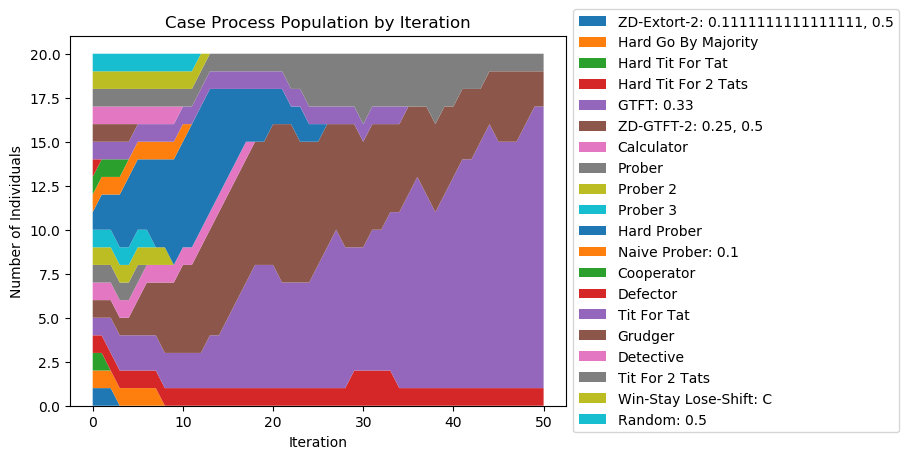 Case Process Population by Iteration
Number of Individuals
20.0
17.5
15.0
12.5
10.0
7.5
5.0
2.5
0.0
0 10 20 30 40 50
Iteration
ZD-Extort-2: 0.1111111111111111, 0.5
Hard Go By Majority
Hard Tit For Tat
Hard Tit For 2 Tats
GTFT: 0.33
ZD-GTFT-2: 0.25, 0.5
Calculator
Prober
Prober 2
Prober 3
Hard Prober
Naive Prober: 0.1
Cooperator
Defector
Tit For Tat
Grudger
Detective
Tit For 2 Tats
Win-Stay Lose-Shift: C
Random: 0.5